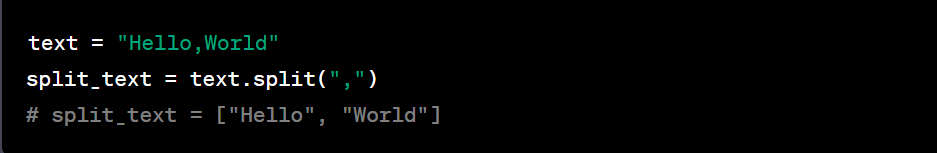 text = "Hello,World"
split_text = text.split(",")
# split_text = ["Hello", "World"]